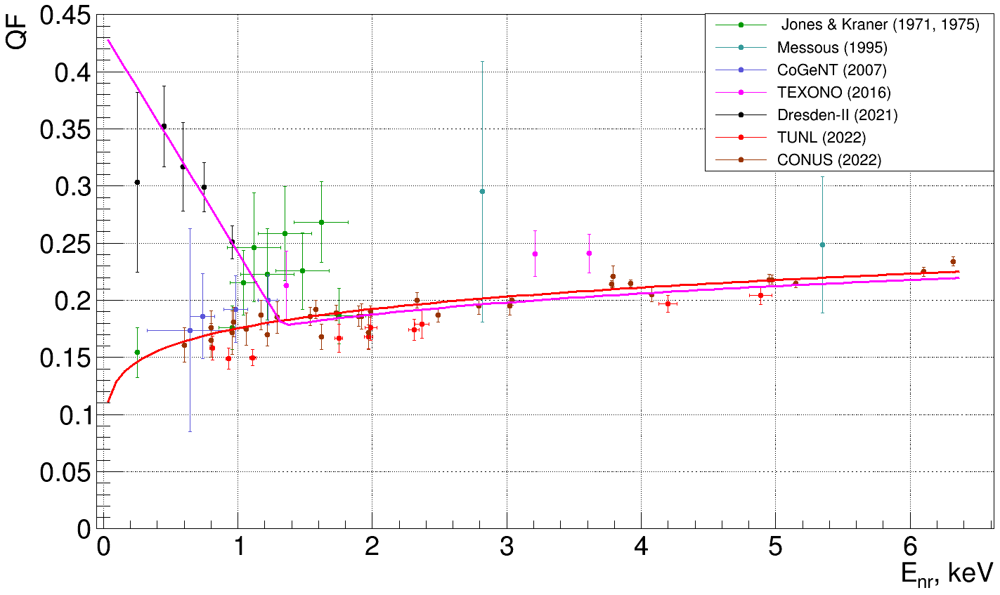 QF
0.45
0.4
0.35
0.3
0.25
0.2
0.15
0.1
0.05
0
0 1 2 3 4 5 6
E_nr, keV
Jones & Kraner (1971, 1975)
Messous (1995)
CoGeNT (2007)
TEXONO (2016)
Dresden-II (2021)
TUNL (2022)
CONUS (2022)